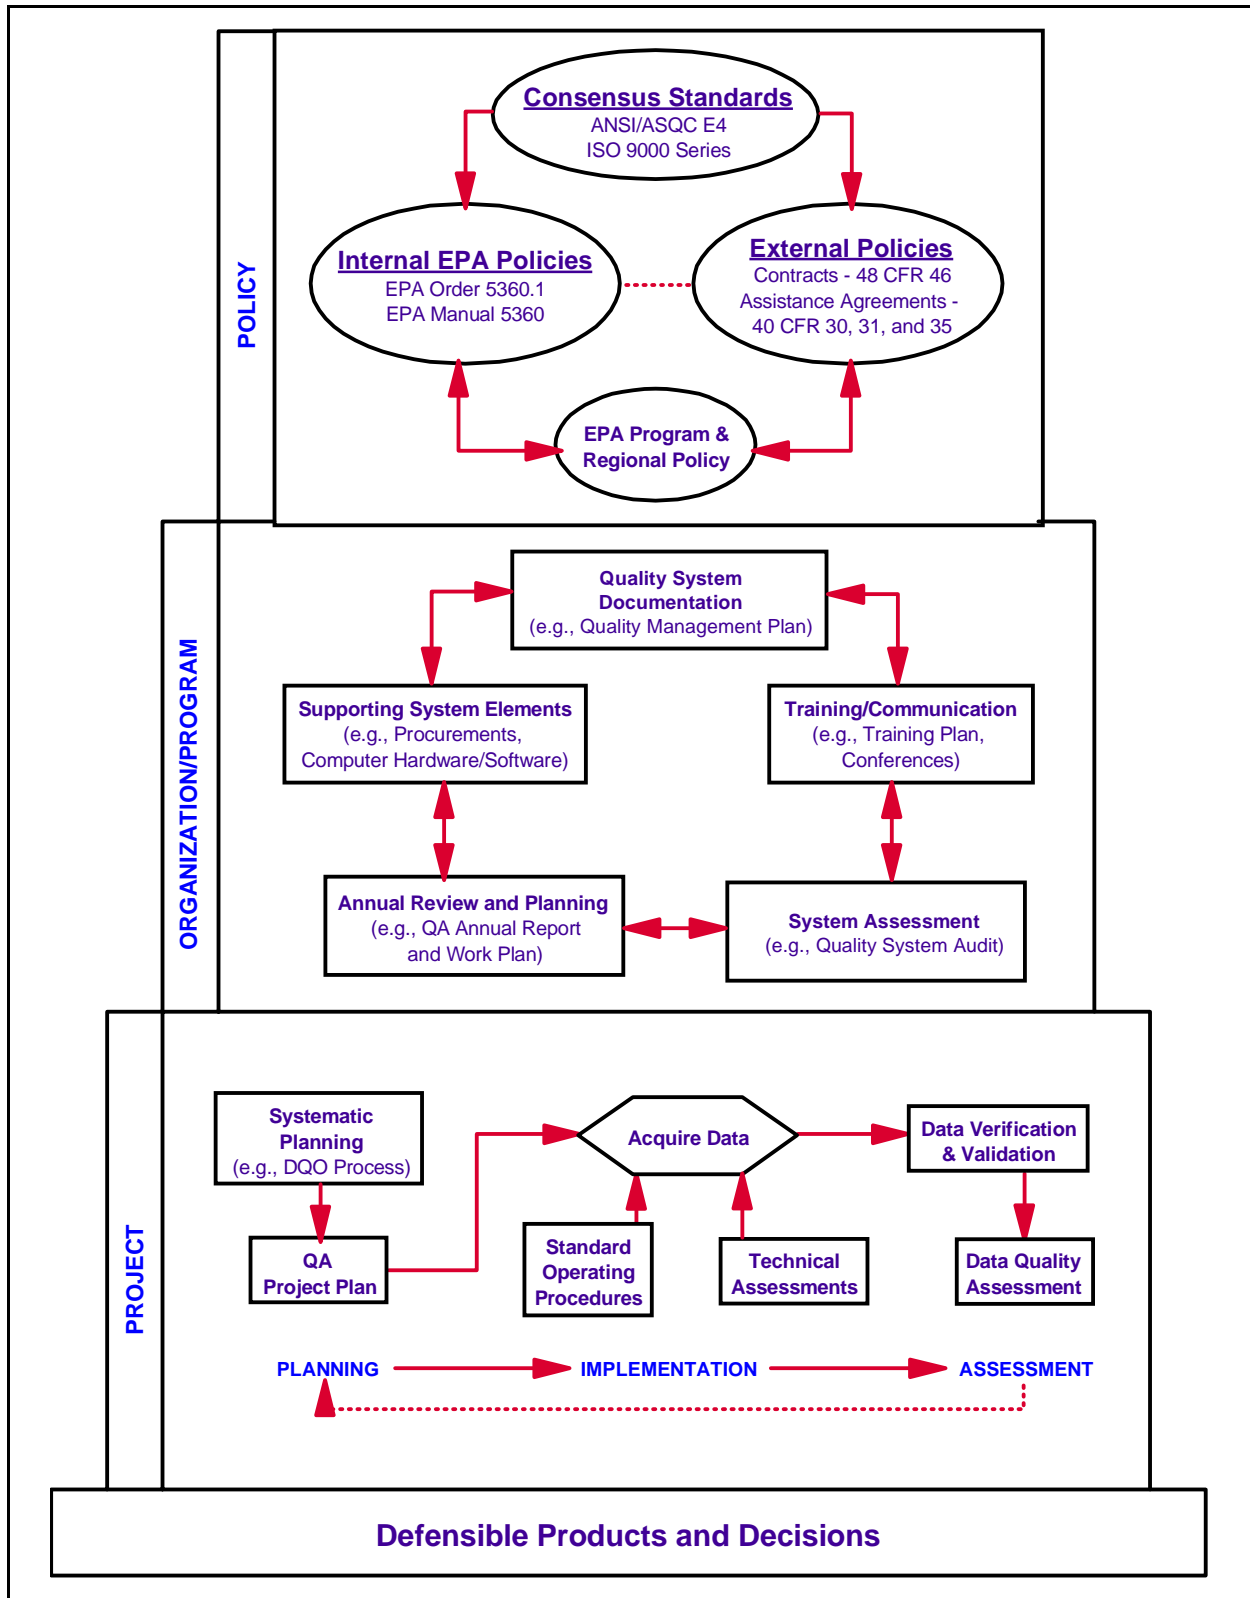 POLICY
Consensus Standards
ANSI/ASQC E4
ISO 9000 Series
Internal EPA Policies
EPA Order 5360.1
EPA Manual 5360
External Policies
Contracts - 48 CFR 46
Assistance Agreements -
40 CFR 30, 31, and 35
EPA Program &
Regional Policy
ORGANIZATION/PROGRAM
Quality System
Documentation
(e.g., Quality Management Plan)
Supporting System Elements
(e.g., Procurements,
Computer Hardware/Software)
Training/Communication
(e.g., Training Plan,
Conferences)
Annual Review and Planning
(e.g., QA Annual Report
and Work Plan)
System Assessment
(e.g., Quality System Audit)
PROJECT
Systematic
Planning
(e.g., DQO Process)
QA
Project Plan
Acquire Data
Standard
Operating
Procedures
Technical
Assessments
Data Verification
& Validation
Data Quality
Assessment
PLANNING
IMPLEMENTATION
ASSESSMENT
Defensible Products and Decisions